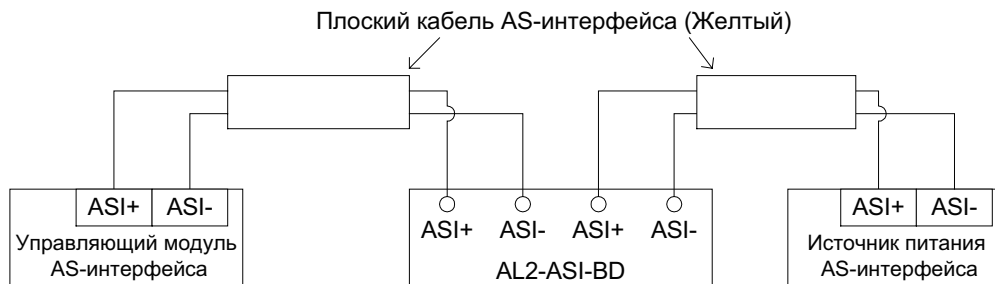 Плоский кабель AS-интерфейса (Желтый)
ASI+ ASI-
Управляющий модуль
AS-интерфейса
ASI+ ASI- ASI+ ASI-
AL2-ASI-BD
ASI+ ASI-
Источник питания
AS-интерфейса